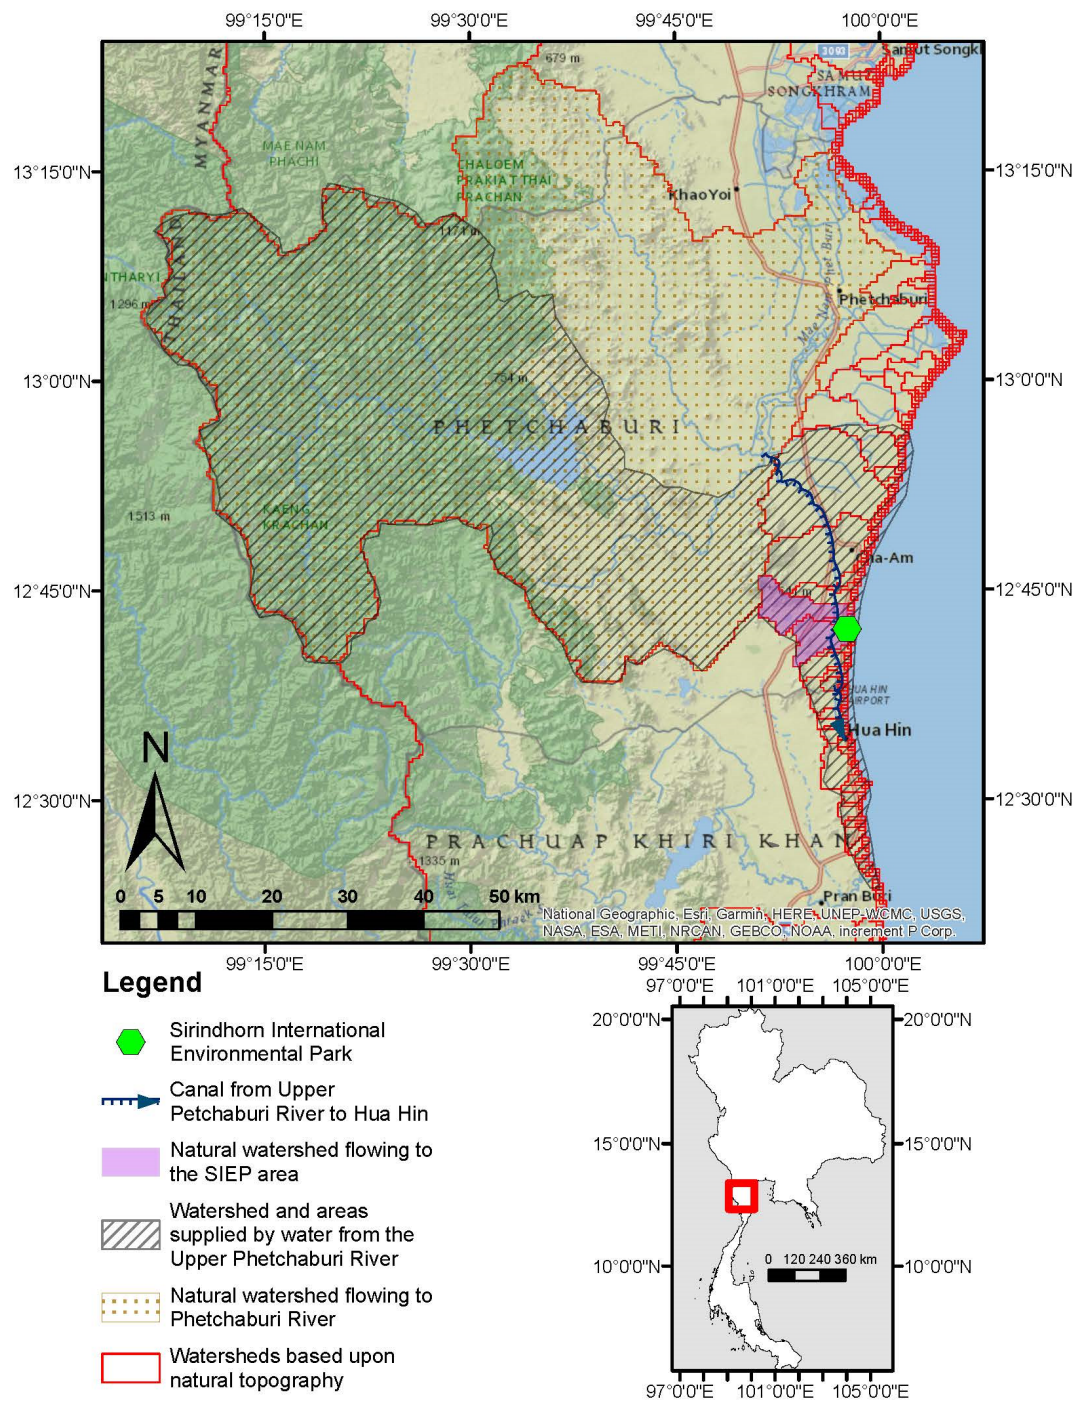 99°15'0"E 99°30'0"E 99°45'0"E 100°0'0"E
679 m
3093
Samut Songkl
SAMUT
SONGKHRAM
MYANMAR
MAE NAM
PHACHI
13°15'0"N
13°15'0"N
CHALOEM
PRAKIAT THAI
PRACHAN
Khao Yoi
1171 m
THAILAND
NTHARYI
1 296 m
Mae Nam Phet Buri
Phetchaburi
13°0'0"N
13°0'0"N
754 m
PHETCHABURI
1 513 m
KAENG
KRACHAN
Cha-Am
12°45'0"N
12°45'0"N
HUA HIN
AIRPORT
Hua Hin
N
12°30'0"N
12°30'0"N
PRACHUAP KHIRI KHAN
1335 m
Pran Buri
0 5 10 20 30 40 50 km
National Geographic, Esri, Garmin, HERE, UNEP-WCMC, USGS,
NASA, ESA, METI, NRCAN, GEBCO, NOAA, increment P Corp.
99°15'0"E 99°30'0"E 99°45'0"E 100°0'0"E
Legend
Sirindhorn International
Environmental Park
Canal from Upper
Petchaburi River to Hua Hin
Natural watershed flowing to
the SIEP area
Watershed and areas
supplied by water from the
Upper Phetchaburi River
Natural watershed flowing to
Phetchaburi River
Watersheds based upon
natural topography
97°0'0"E 101°0'0"E 105°0'0"E
20°0'0"N
20°0'0"N
15°0'0"N
15°0'0"N
10°0'0"N
10°0'0"N
0 120 240 360 km
97°0'0"E 101°0'0"E 105°0'0"E